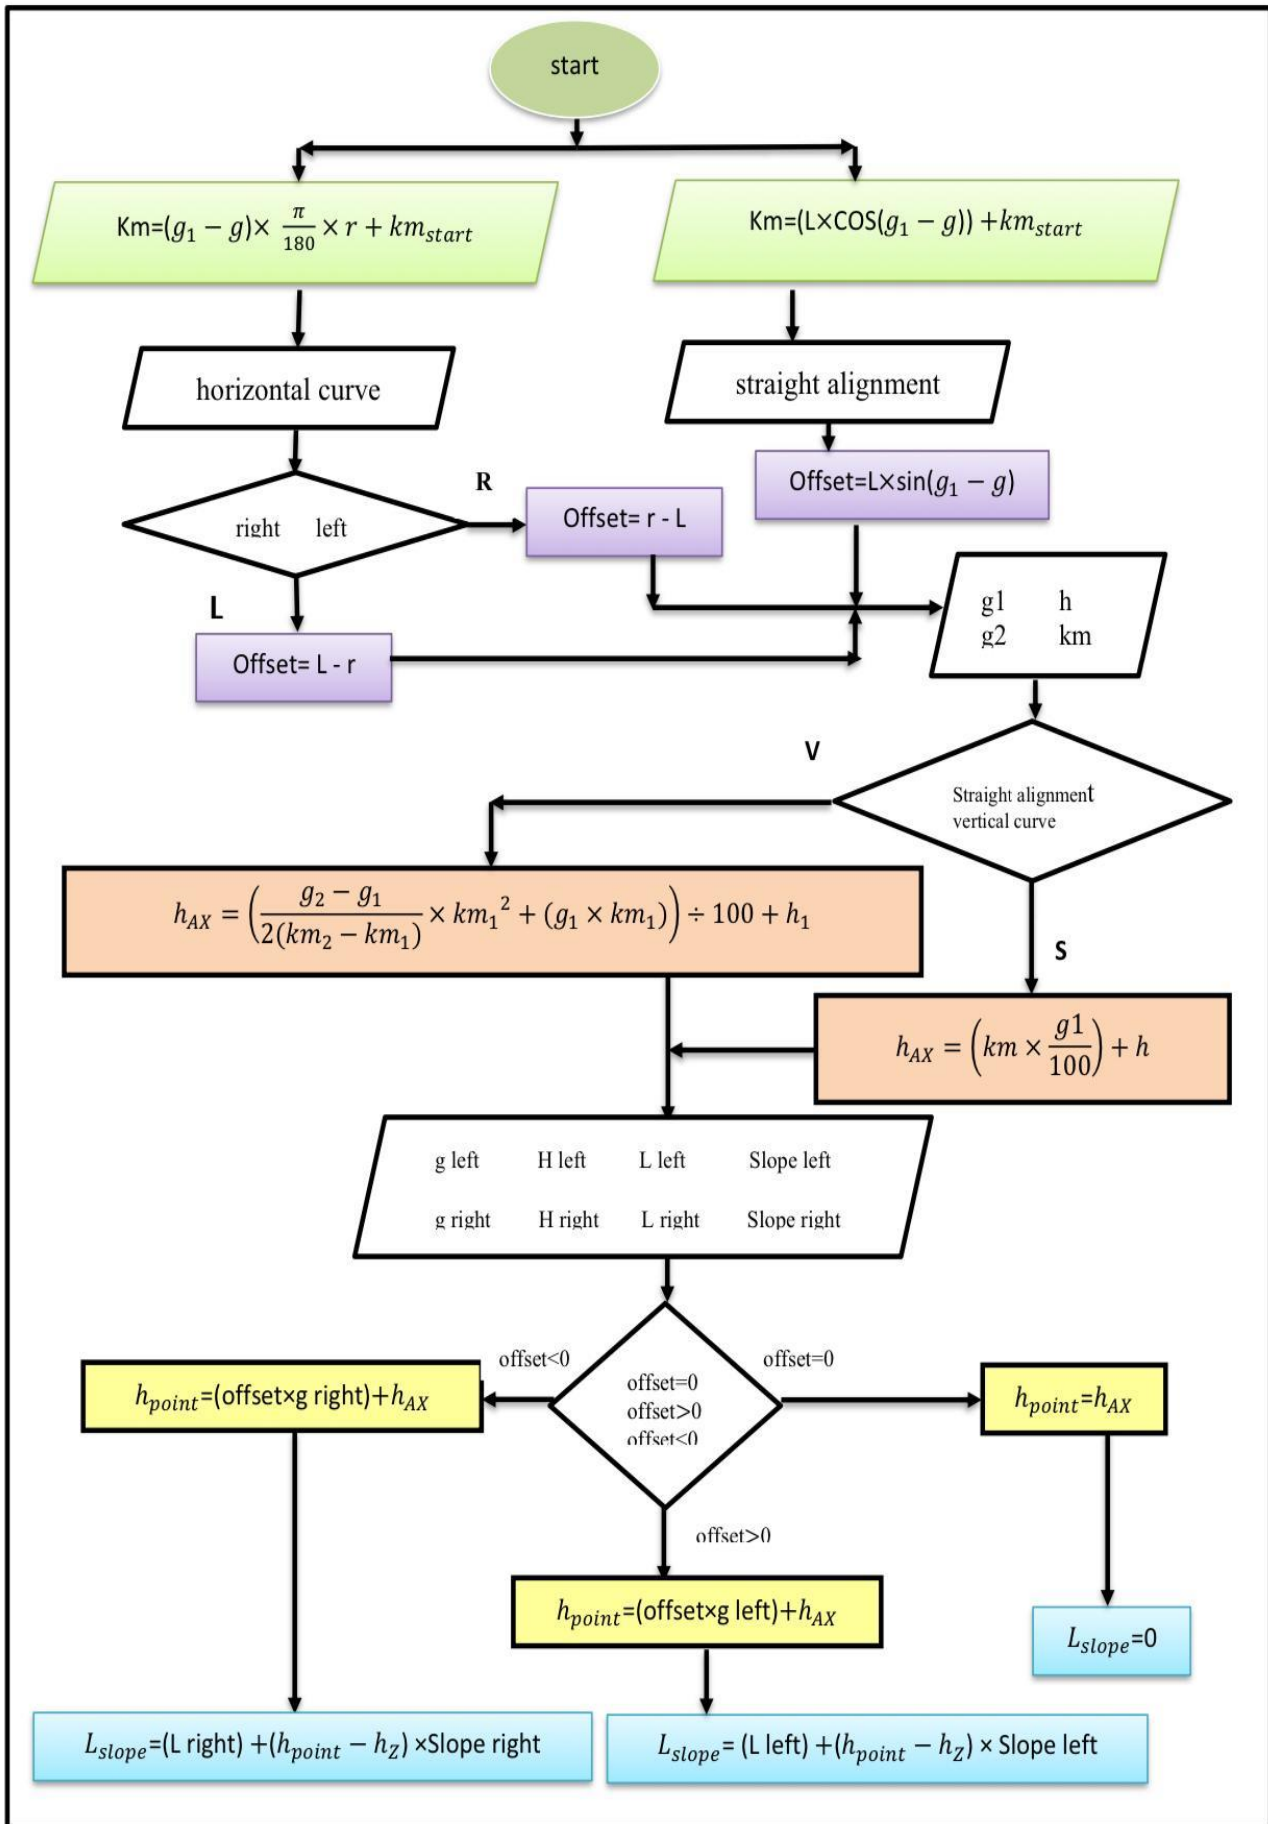 start
Km=(g₁ − g)× π/180 × r + km_start
Km=(L×COS(g₁ − g)) +km_start
horizontal curve
straight alignment
R
Offset= r - L
Offset=L×sin(g₁ − g)
right left
L
Offset= L - r
g1 h
g2 km
V
Straight alignment
vertical curve
h_AX = ((g₂ − g₁)/(2(km₂ − km₁)) × km₁² + (g₁ × km₁)) ÷ 100 + h₁
S
h_AX = (km × g1/100) + h
g left H left L left Slope left
g right H right L right Slope right
offset<0
offset=0
offset=0
offset>0
offset<0
h_point=(offset×g right)+h_AX
h_point=h_AX
offset>0
h_point=(offset×g left)+h_AX
L_slope=0
L_slope=(L right) +(h_point − h_Z) ×Slope right
L_slope= (L left) +(h_point − h_Z) × Slope left